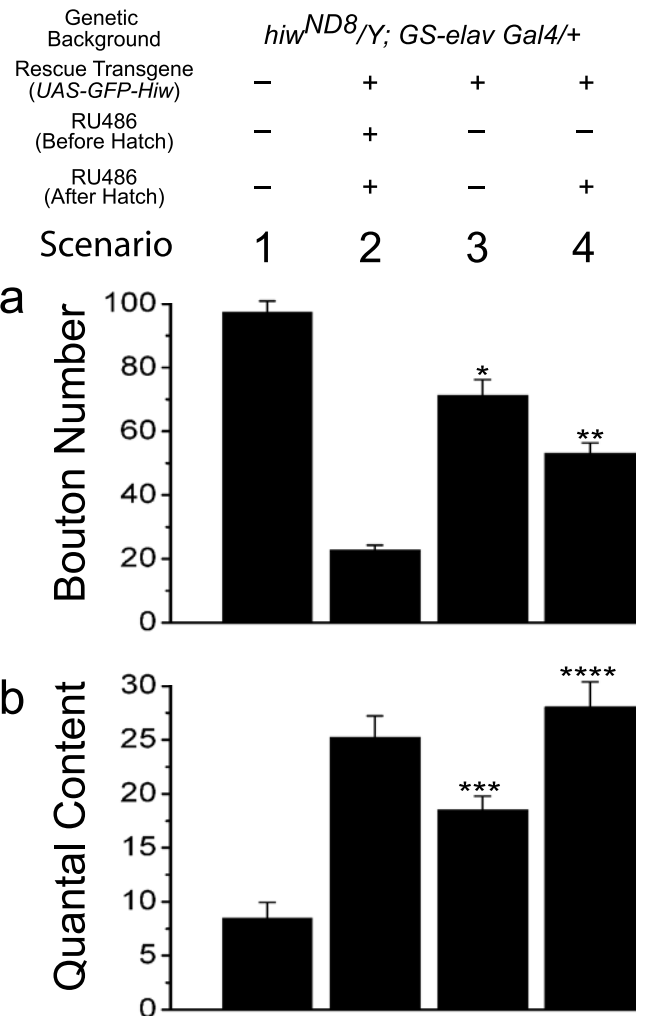 Genetic
Background
hiw^ND8/Y; GS-elav Gal4/+
Rescue Transgene
(UAS-GFP-Hiw)
– + + +
RU486
(Before Hatch)
– + – –
RU486
(After Hatch)
– + – +
Scenario 1 2 3 4
a
Bouton Number
100
80
60
40
20
0
*
**
b
Quantal Content
30
25
20
15
10
5
0
***
****